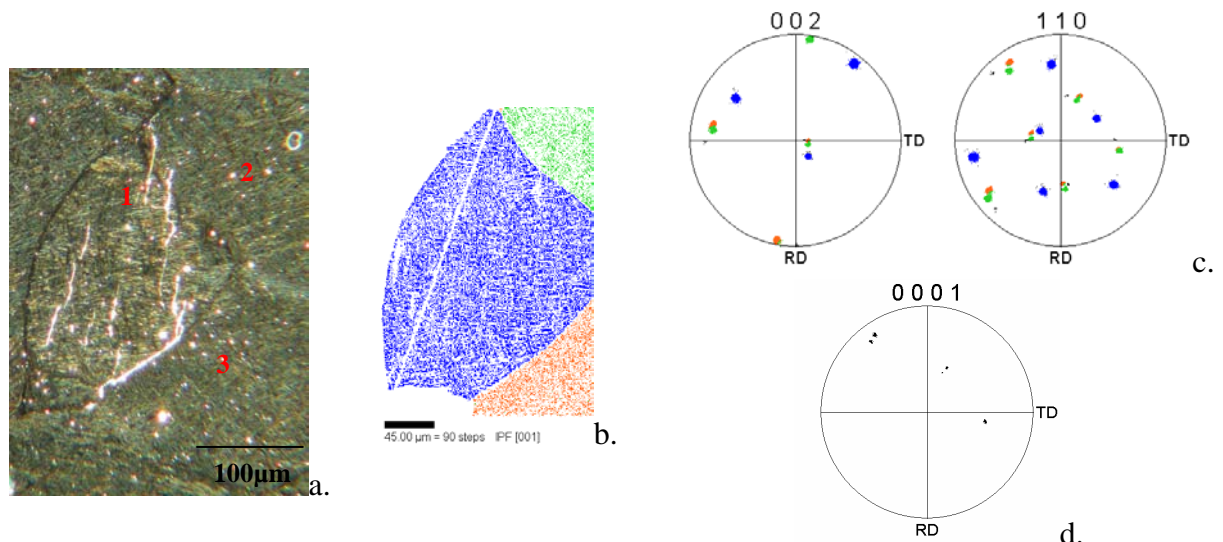 1
2
3
100µm
a.
45.00 µm = 90 steps IPF [001]
b.
0 0 2
TD
RD
1 1 0
TD
RD
c.
0 0 0 1
TD
RD
d.